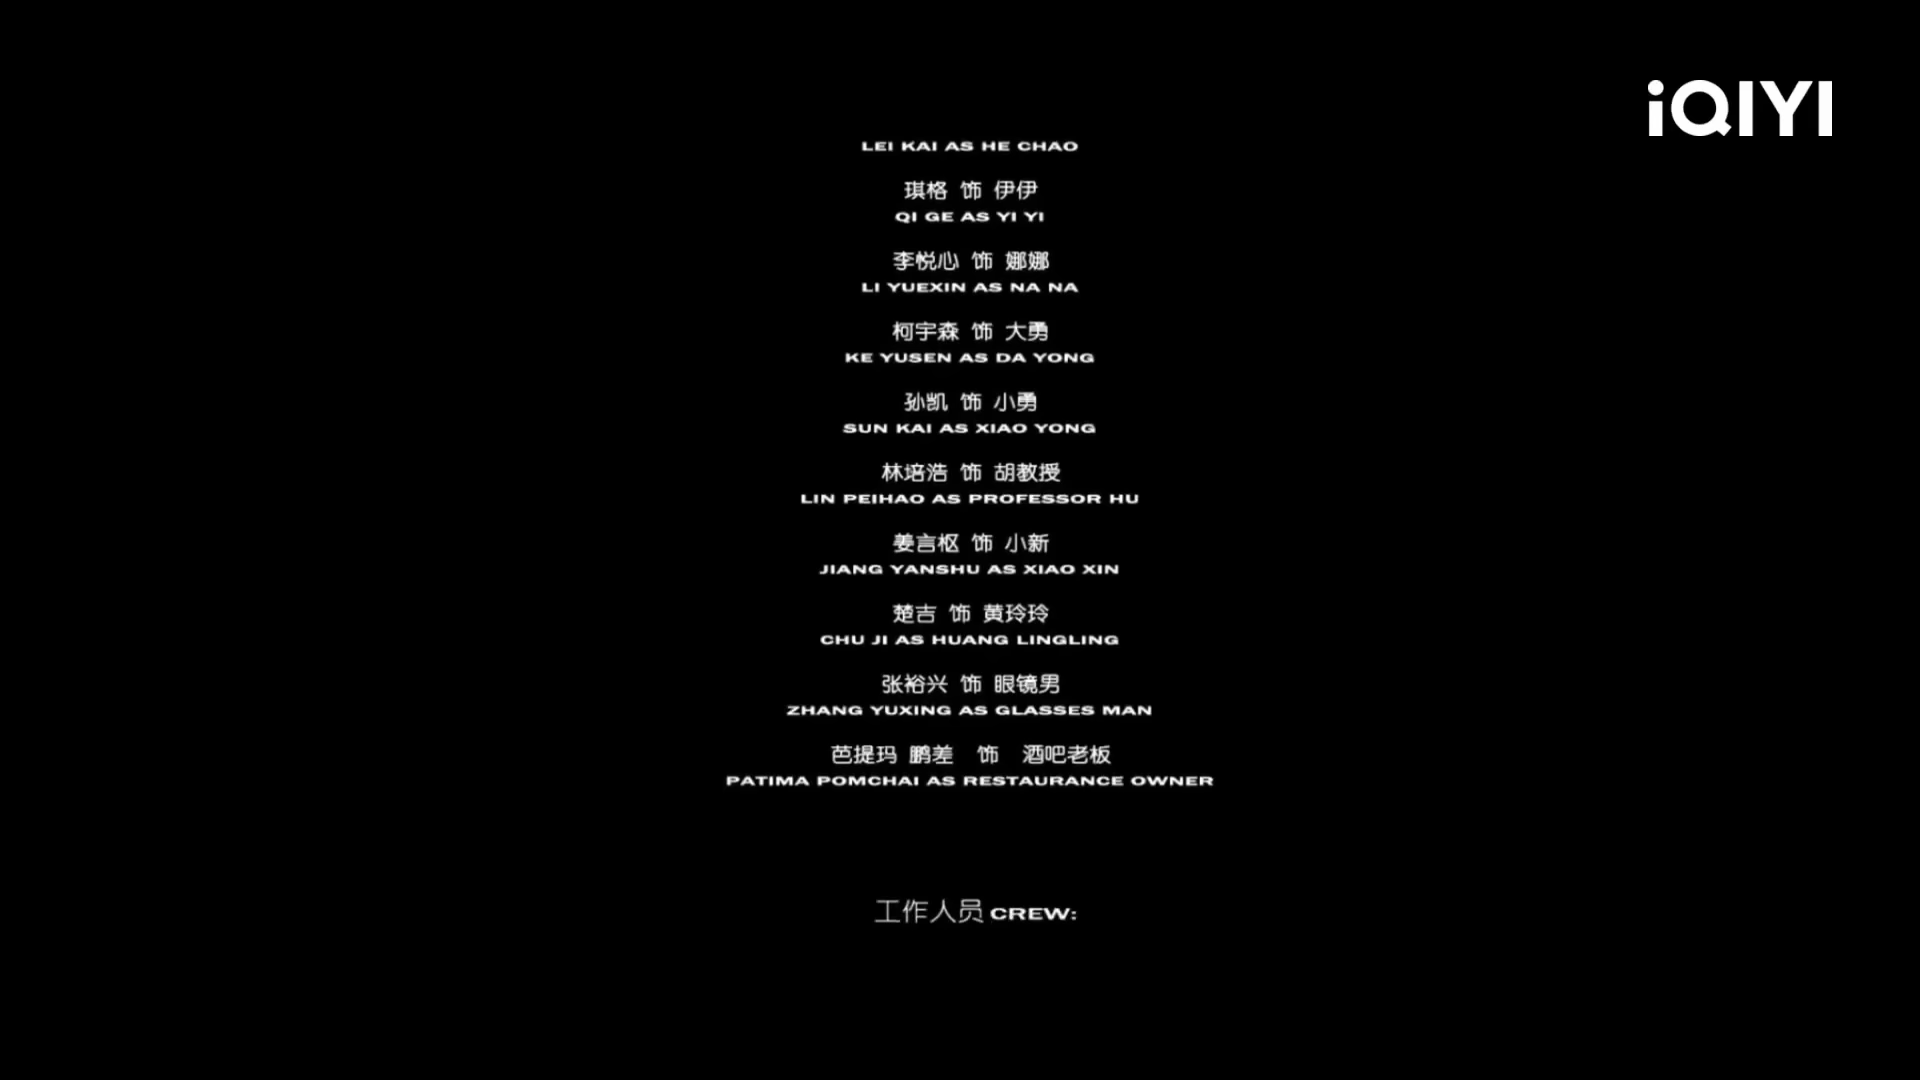 iQIYI
LEI KAI AS HE CHAO
琪格 饰 伊伊
QI GE AS YI YI
李悦心 饰 娜娜
LI YUEXIN AS NA NA
柯宇森 饰 大勇
KE YUSEN AS DA YONG
孙凯 饰 小勇
SUN KAI AS XIAO YONG
林培浩 饰 胡教授
LIN PEIHAO AS PROFESSOR HU
姜言枢 饰 小新
JIANG YANSHU AS XIAO XIN
楚吉 饰 黄玲玲
CHU JI AS HUANG LINGLING
张裕兴 饰 眼镜男
ZHANG YUXING AS GLASSES MAN
芭提玛 鹏差 饰 酒吧老板
PATIMA POMCHAI AS RESTAURANCE OWNER
工作人员 CREW: